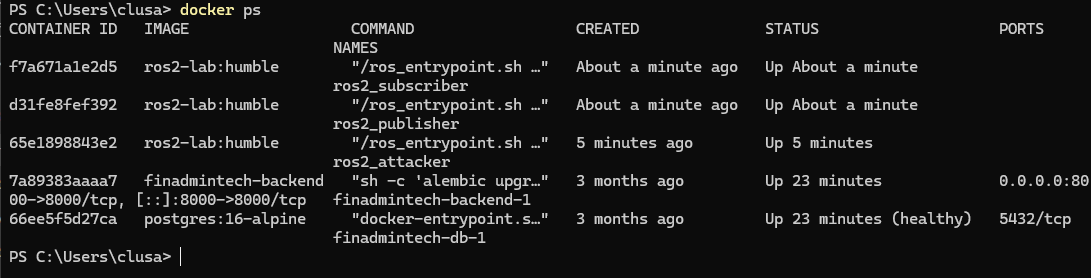 PS C:\Users\clusa> docker ps
CONTAINER ID   IMAGE                  COMMAND                  CREATED              STATUS                    PORTS
                                    NAMES
f7a671a1e2d5   ros2-lab:humble        "/ros_entrypoint.sh …"   About a minute ago   Up About a minute
                                    ros2_subscriber
d31fe8fef392   ros2-lab:humble        "/ros_entrypoint.sh …"   About a minute ago   Up About a minute
                                    ros2_publisher
65e1898843e2   ros2-lab:humble        "/ros_entrypoint.sh …"   5 minutes ago        Up 5 minutes
                                    ros2_attacker
7a89383aaaa7   finadmintech-backend   "sh -c 'alembic upgr…"   3 months ago         Up 23 minutes             0.0.0.0:80
00->8000/tcp, [::]:8000->8000/tcp   finadmintech-backend-1
66ee5f5d27ca   postgres:16-alpine     "docker-entrypoint.s…"   3 months ago         Up 23 minutes (healthy)   5432/tcp
                                    finadmintech-db-1
PS C:\Users\clusa>